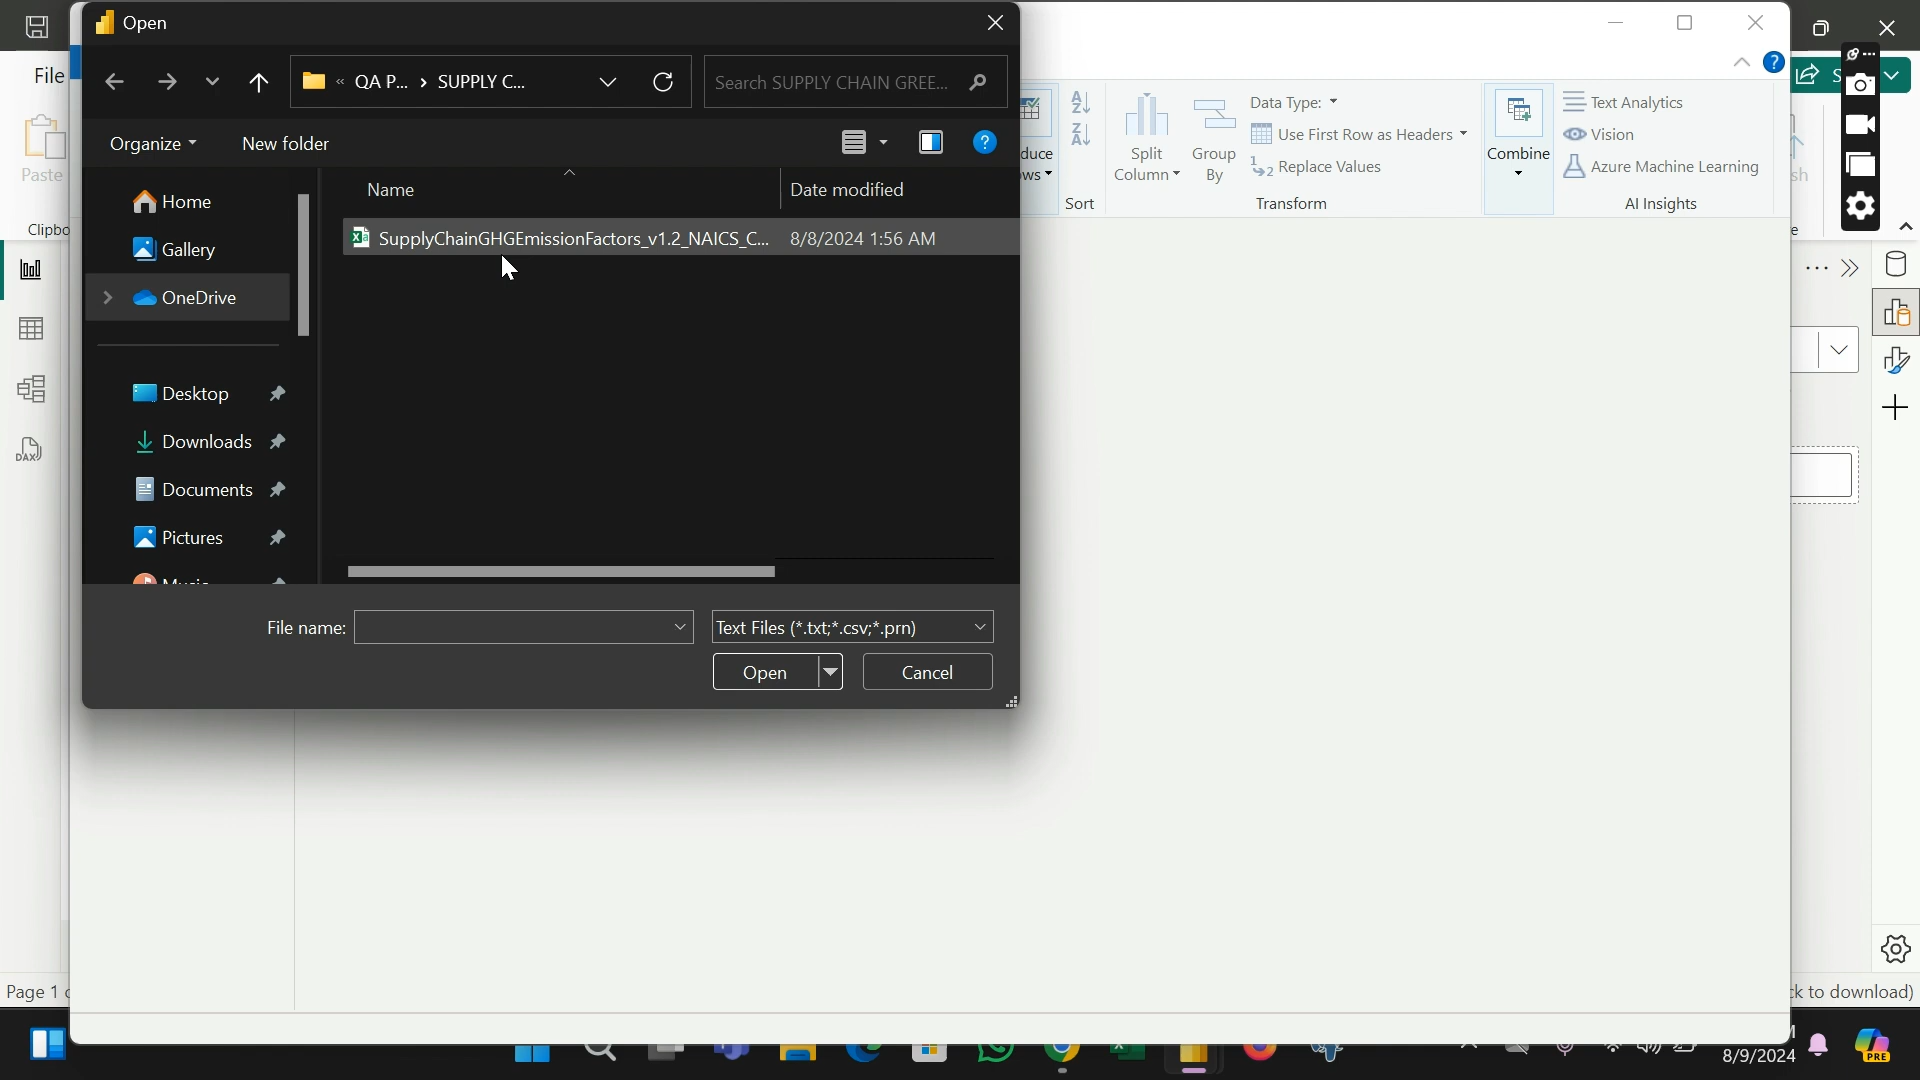 Open
QA P... › SUPPLY C...
Search SUPPLY CHAIN GREE...
Organize
New folder
Name
Date modified
SupplyChainGHGEmissionFactors_v1.2_NAICS_C... 8/8/2024 1:56 AM
Home
Gallery
OneDrive
Desktop
Downloads
Documents
Pictures
File name:
Text Files (*.txt;*.csv;*.prn)
Open
Cancel
File
Paste
Clipbo
DAX
Page 1
Split
Column
Group
By
Data Type:
Use First Row as Headers
Replace Values
Sort
Transform
Combine
Text Analytics
Vision
Azure Machine Learning
AI Insights
ck to download)
8/9/2024
PRE